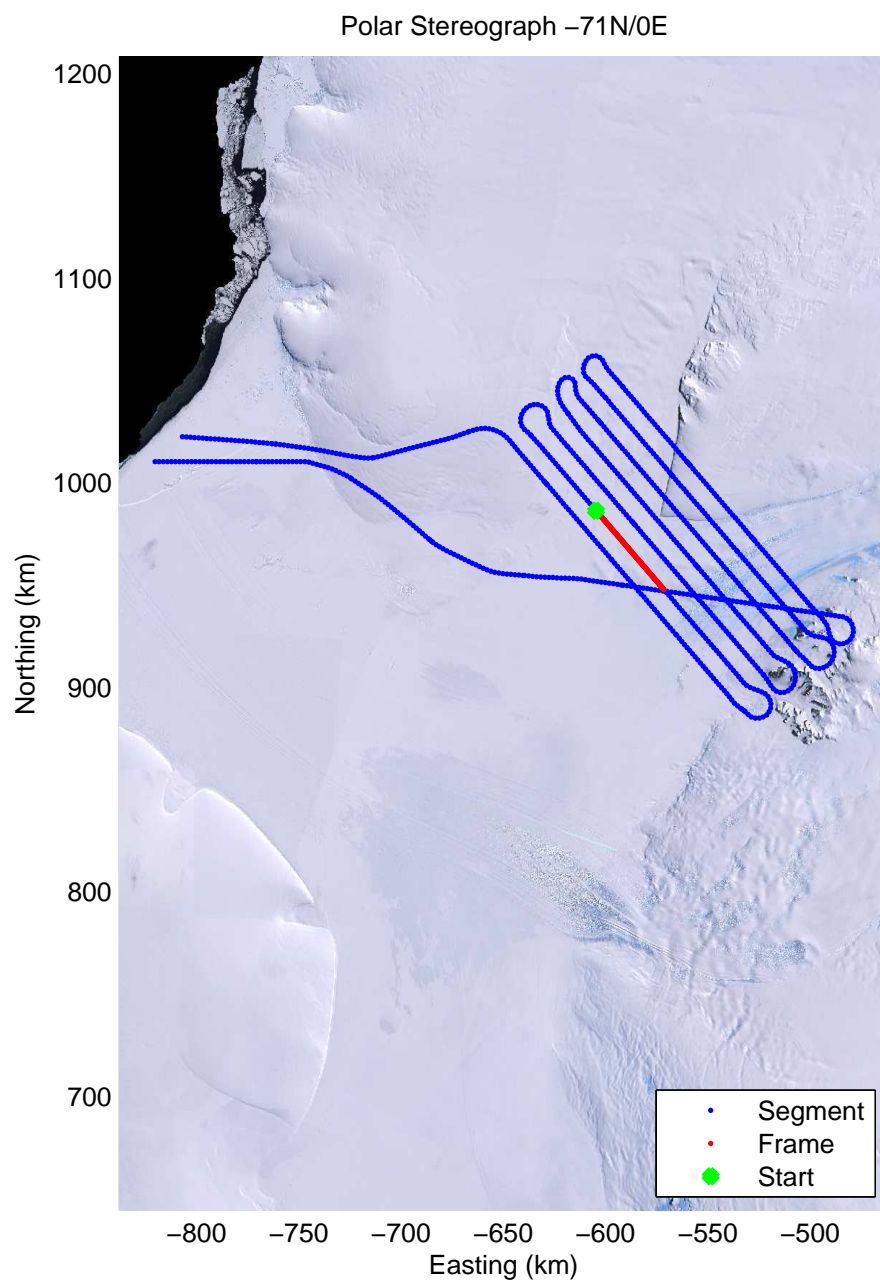 Polar Stereograph −71N/0E
1200
1100
1000
900
800
700
Northing (km)
−800 −750 −700 −650 −600 −550 −500
Easting (km)
Segment
Frame
Start